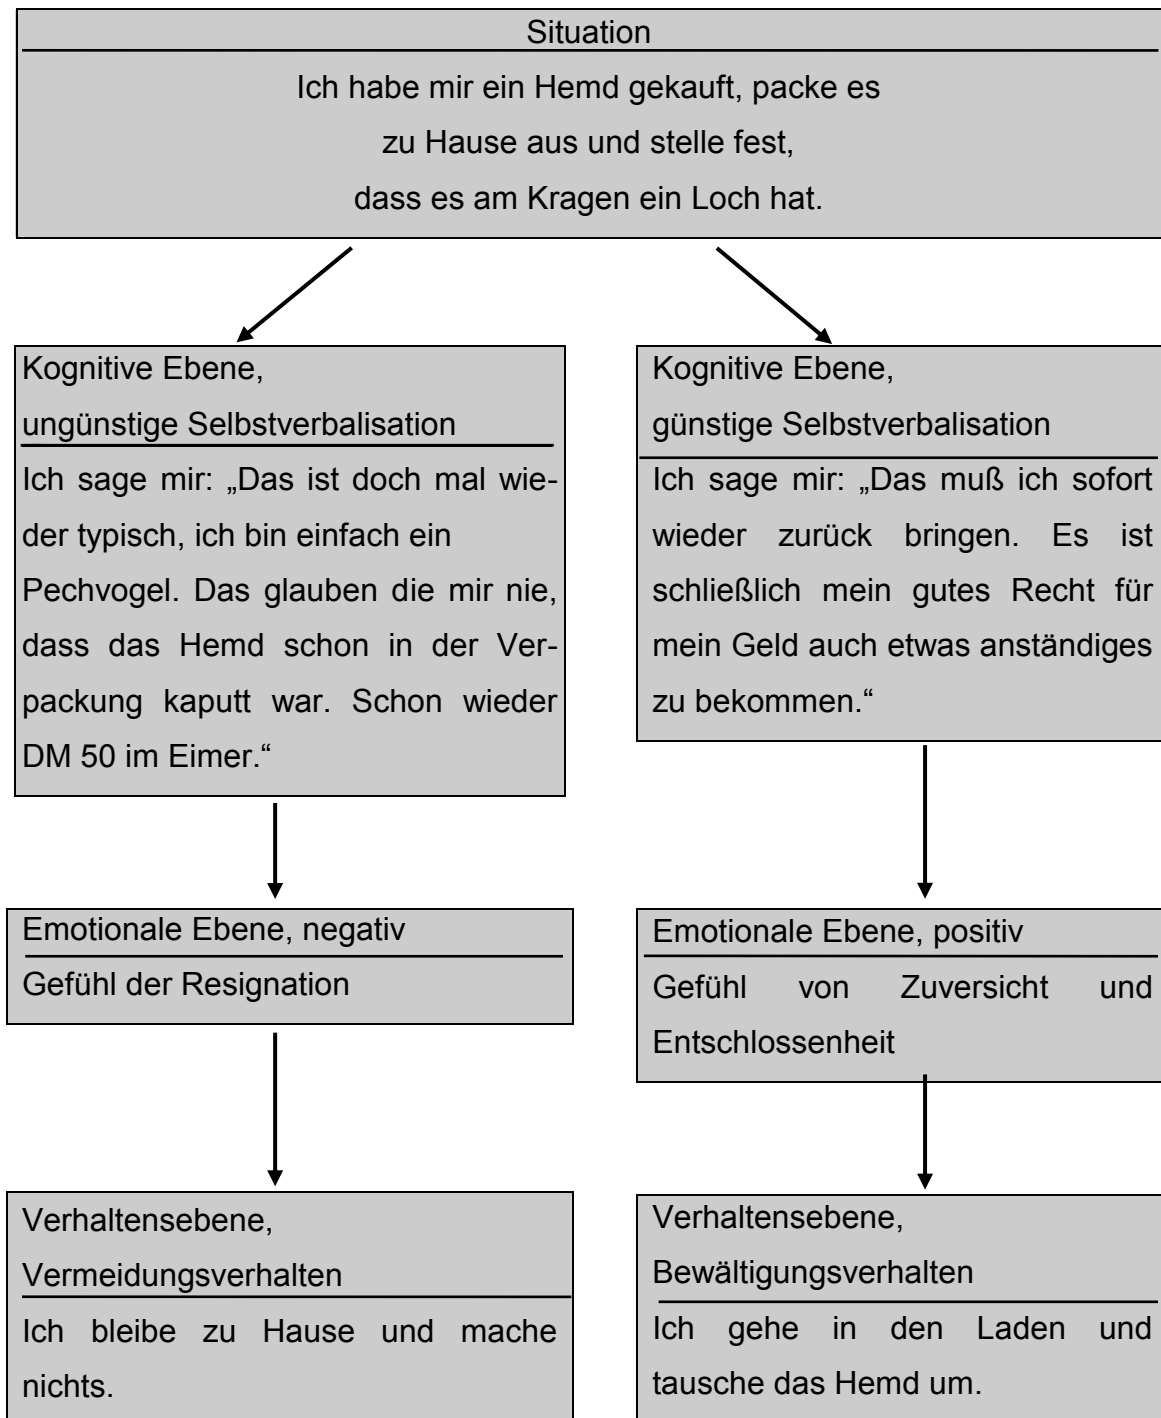 Situation
Ich habe mir ein Hemd gekauft, packe es
zu Hause aus und stelle fest,
dass es am Kragen ein Loch hat.
Kognitive Ebene,
ungünstige Selbstverbalisation
Ich sage mir: „Das ist doch mal wie-
der typisch, ich bin einfach ein
Pechvogel. Das glauben die mir nie,
dass das Hemd schon in der Ver-
packung kaputt war. Schon wieder
DM 50 im Eimer.“
Kognitive Ebene,
günstige Selbstverbalisation
Ich sage mir: „Das muß ich sofort
wieder zurück bringen. Es ist
schließlich mein gutes Recht für
mein Geld auch etwas anständiges
zu bekommen.“
Emotionale Ebene, negativ
Gefühl der Resignation
Emotionale Ebene, positiv
Gefühl von Zuversicht und
Entschlossenheit
Verhaltensebene,
Vermeidungsverhalten
Ich bleibe zu Hause und mache
nichts.
Verhaltensebene,
Bewältigungsverhalten
Ich gehe in den Laden und
tausche das Hemd um.